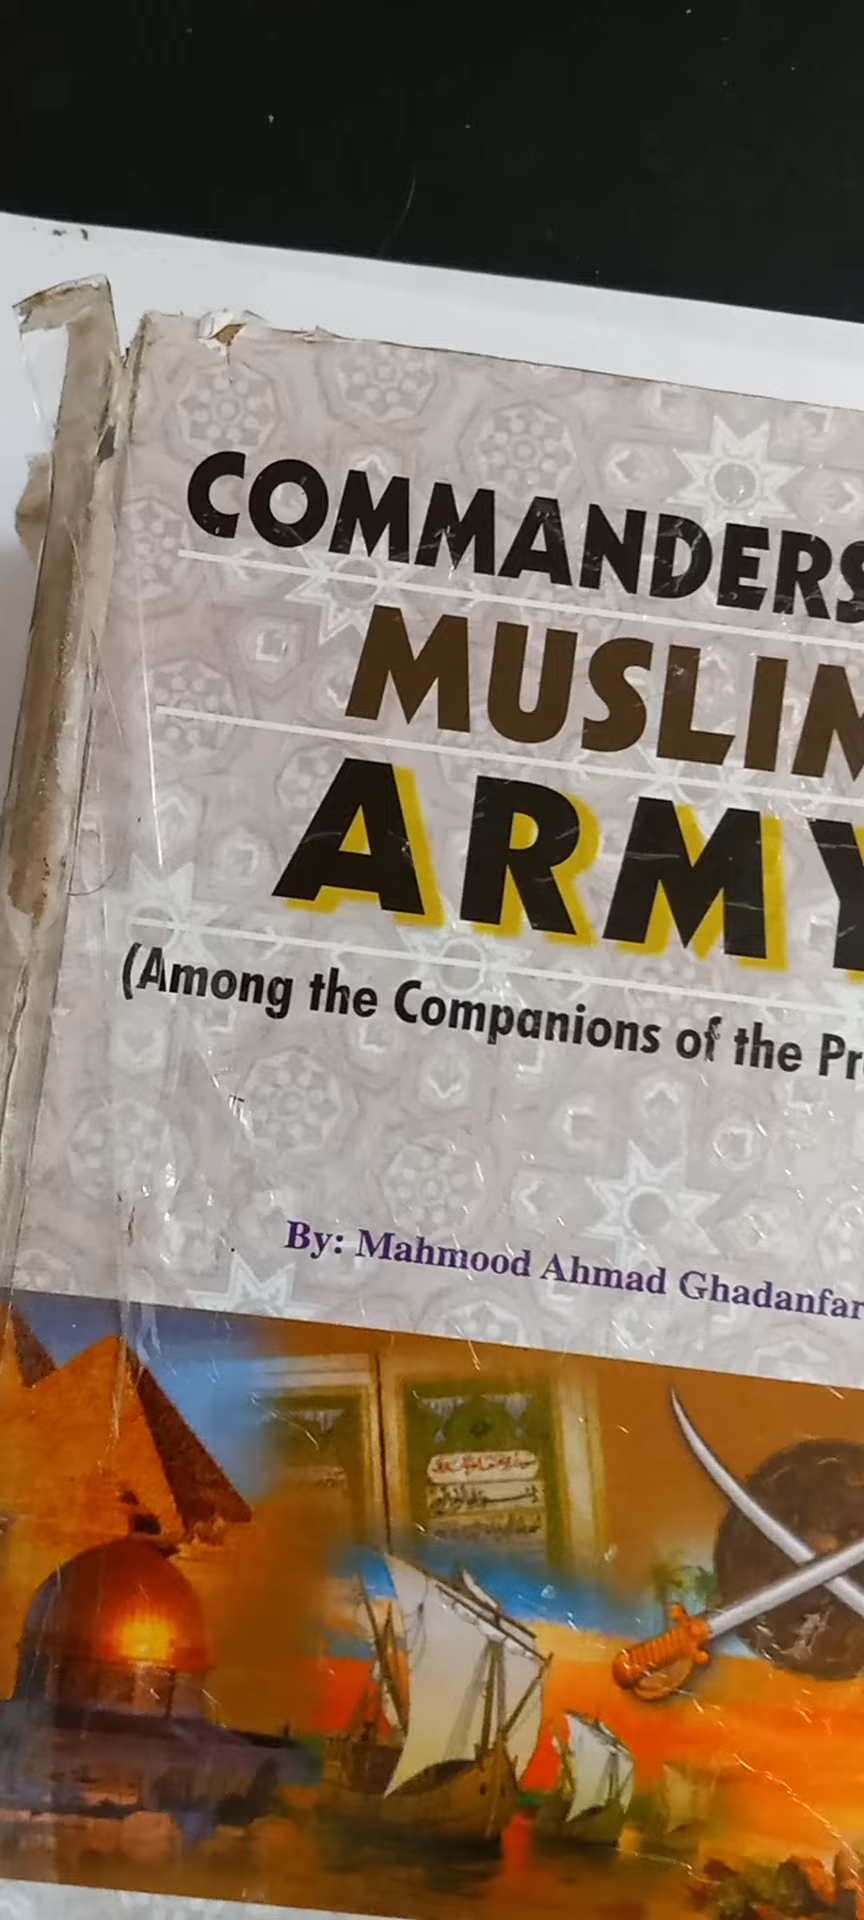 COMMANDERS
MUSLIM
ARMY
(Among the Companions of the Pr
By: Mahmood Ahmad Ghadanfar